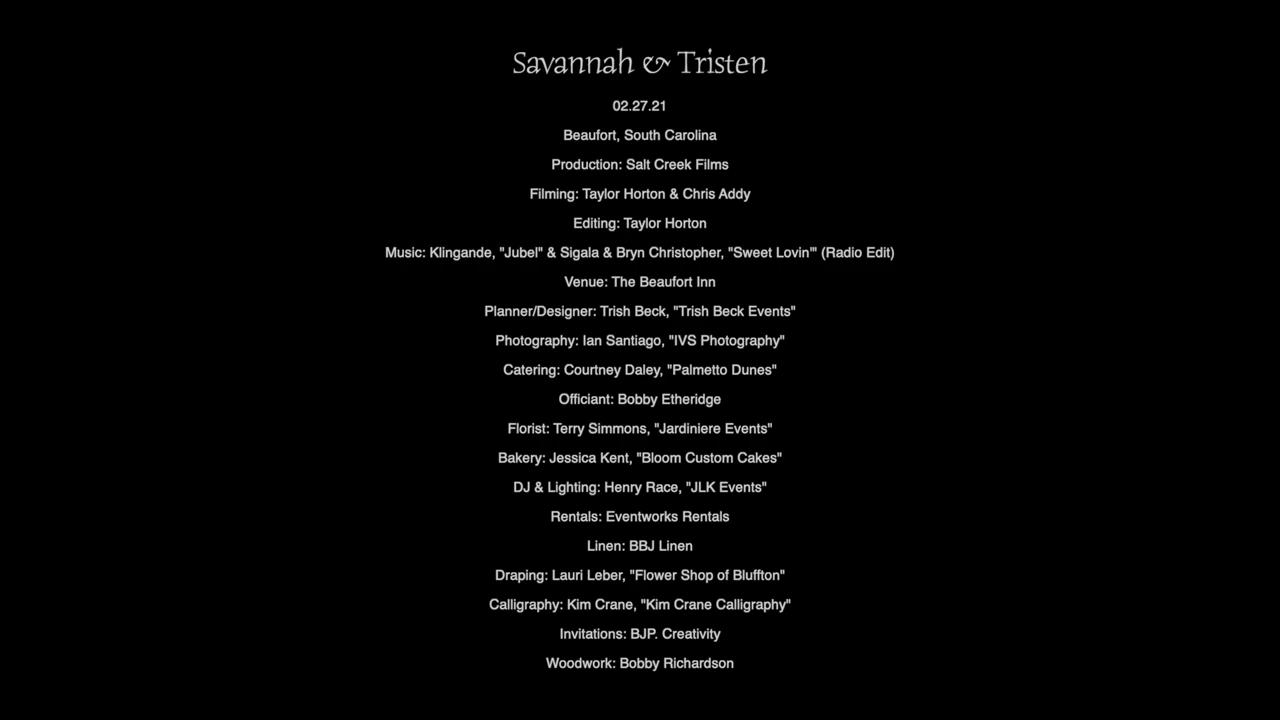 Savannah & Tristen
02.27.21
Beaufort, South Carolina
Production: Salt Creek Films
Filming: Taylor Horton & Chris Addy
Editing: Taylor Horton
Music: Klingande, "Jubel" & Sigala & Bryn Christopher, "Sweet Lovin'" (Radio Edit)
Venue: The Beaufort Inn
Planner/Designer: Trish Beck, "Trish Beck Events"
Photography: Ian Santiago, "IVS Photography"
Catering: Courtney Daley, "Palmetto Dunes"
Officiant: Bobby Etheridge
Florist: Terry Simmons, "Jardiniere Events"
Bakery: Jessica Kent, "Bloom Custom Cakes"
DJ & Lighting: Henry Race, "JLK Events"
Rentals: Eventworks Rentals
Linen: BBJ Linen
Draping: Lauri Leber, "Flower Shop of Bluffton"
Calligraphy: Kim Crane, "Kim Crane Calligraphy"
Invitations: BJP. Creativity
Woodwork: Bobby Richardson